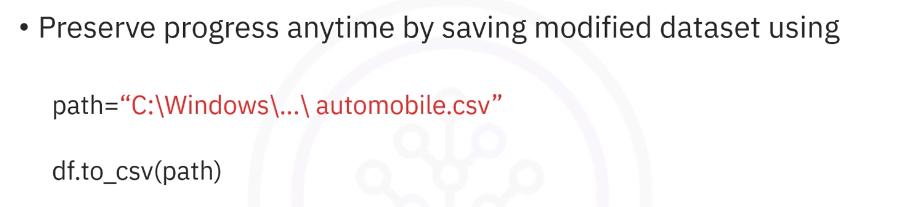 • Preserve progress anytime by saving modified dataset using
path=“C:\Windows\...\ automobile.csv”
df.to_csv(path)